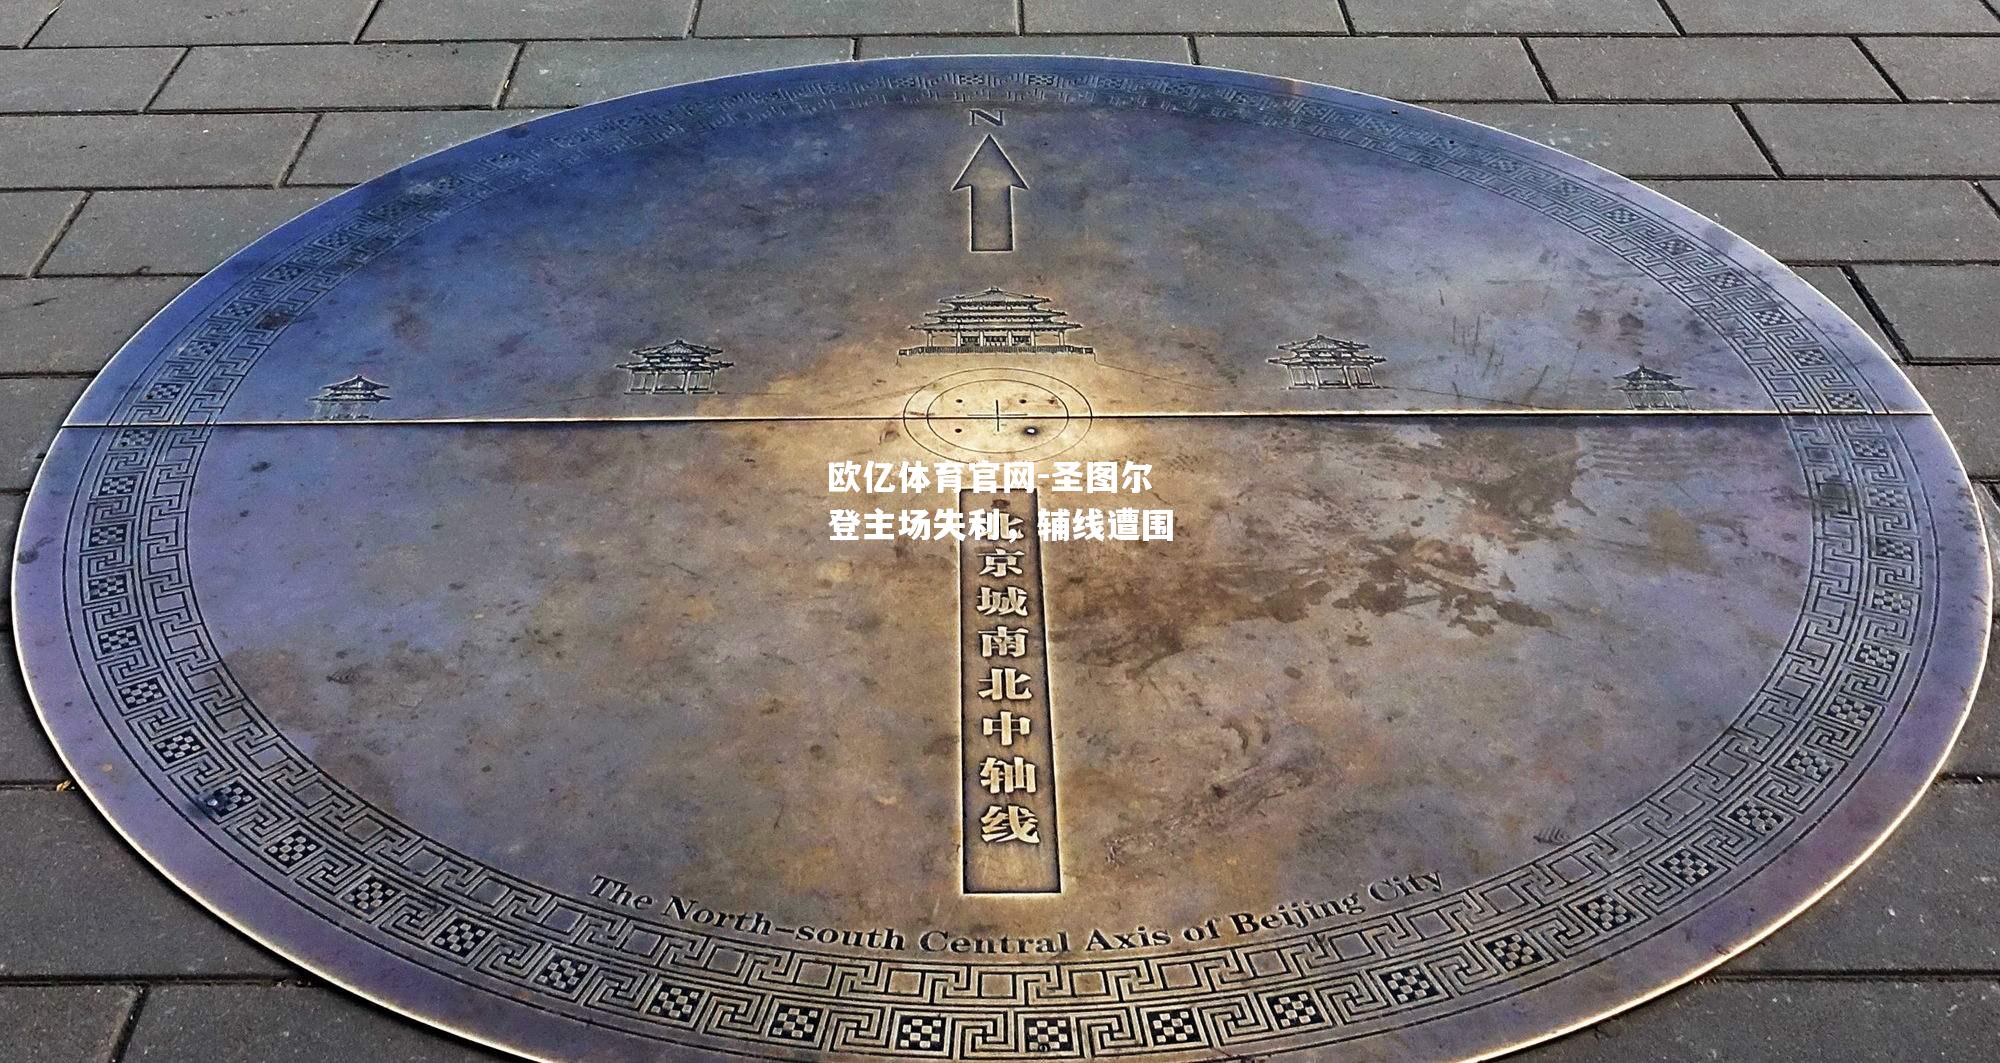 N
欧亿体育官网-圣图尔
登主场失利，辅线遭围
北京城南北中轴线
The North-south Central Axis of Beijing City